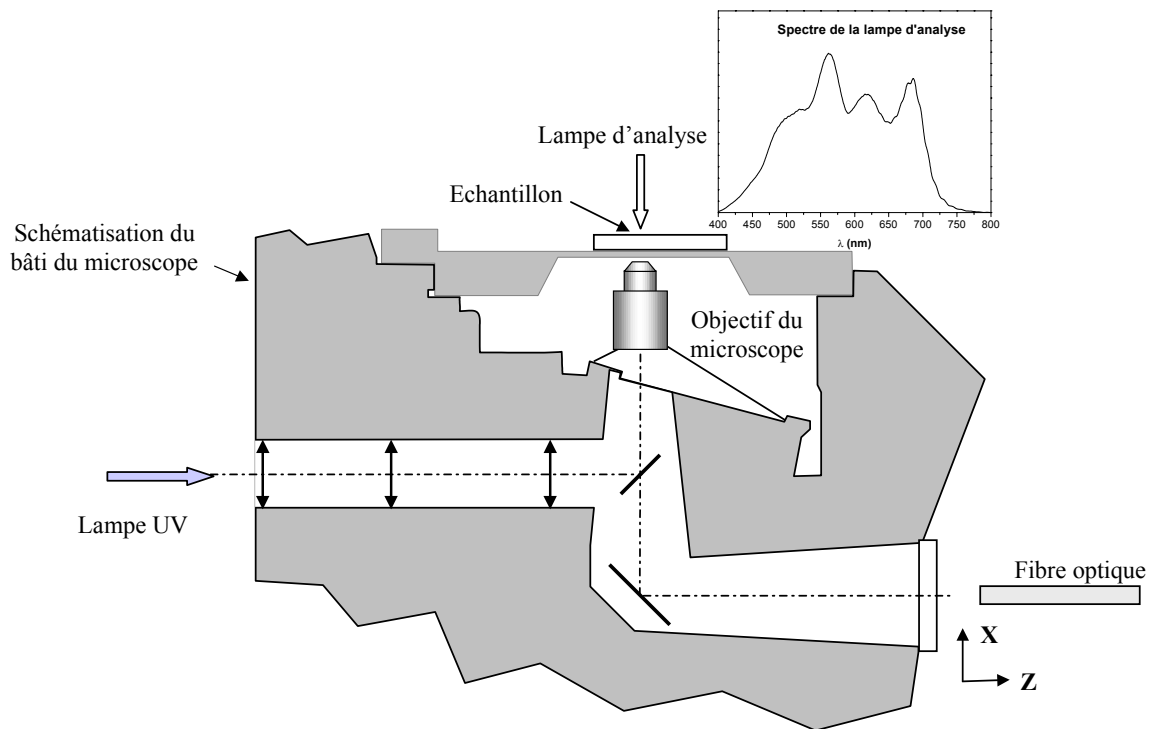 Spectre de la lampe d'analyse
400 450 500 550 600 650 700 750 800
λ (nm)
Lampe d'analyse
Echantillon
Schématisation du
bâti du microscope
Objectif du
microscope
Lampe UV
Fibre optique
X
Z